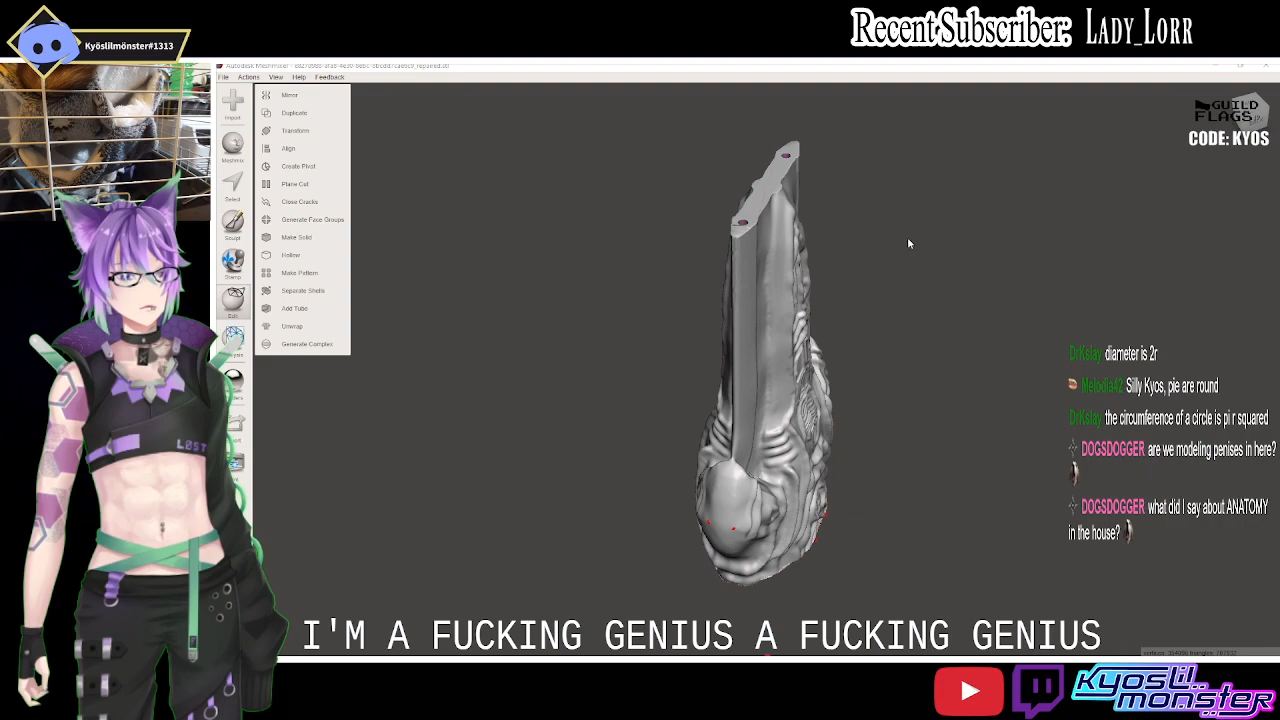 Recent Subscriber: Lady_Lorr
Kyöslilmönster#1313
File Actions View Help Feedback
Import
Meshmix
Select
Sculpt
Stamp
Edit
Mirror
Duplicate
Transform
Align
Create Pivot
Plane Cut
Close Cracks
Generate Face Groups
Make Solid
Hollow
Make Pattern
Separate Shells
Add Tube
Unwrap
Generate Complex
GUILD
FLAGS
CODE: KYOS
DrKslay diameter is 2r
Melodia42 Silly Kyos, pie are round
DrKslay the circumference of a circle is pi r squared
DOGSDOGGER are we modeling penises in here?
DOGSDOGGER what did I say about ANATOMY
in the house?
LØST
I'M A FUCKING GENIUS A FUCKING GENIUS
KYOSLIL
MONSTER